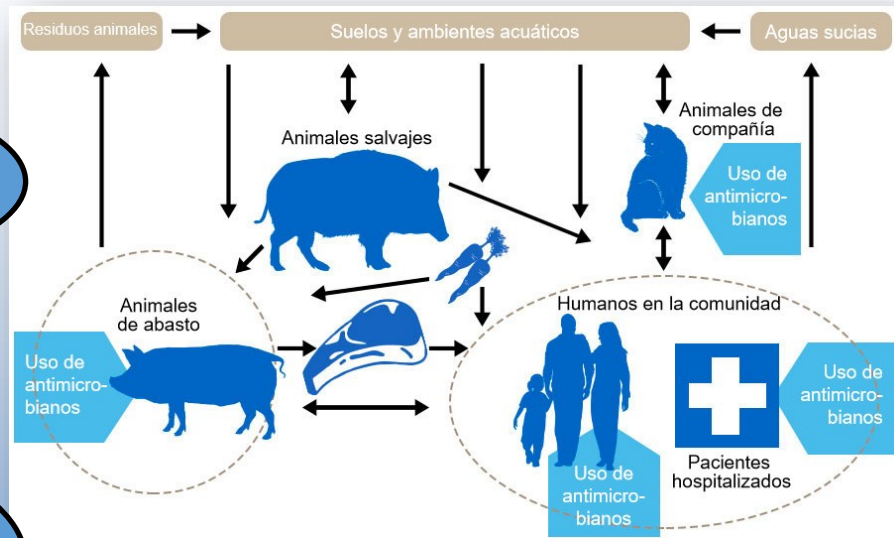 Residuos animales
Suelos y ambientes acuáticos
Aguas sucias
Animales salvajes
Animales de
compañía
Uso de
antimicro-
bianos
Animales
de abasto
Uso de
antimicro-
bianos
Humanos en la comunidad
Uso de
antimicro-
bianos
Pacientes
hospitalizados
Uso de
antimicro-
bianos